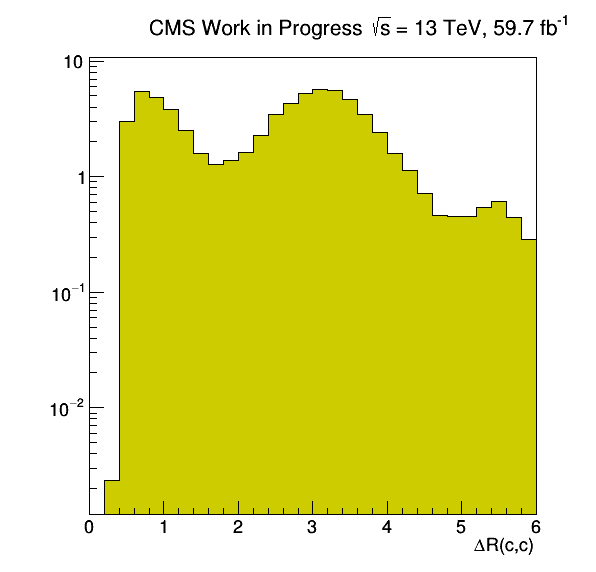 CMS Work in Progress √s = 13 TeV, 59.7 fb⁻¹
10
1
10⁻¹
10⁻²
0 1 2 3 4 5 6
ΔR(c,c)